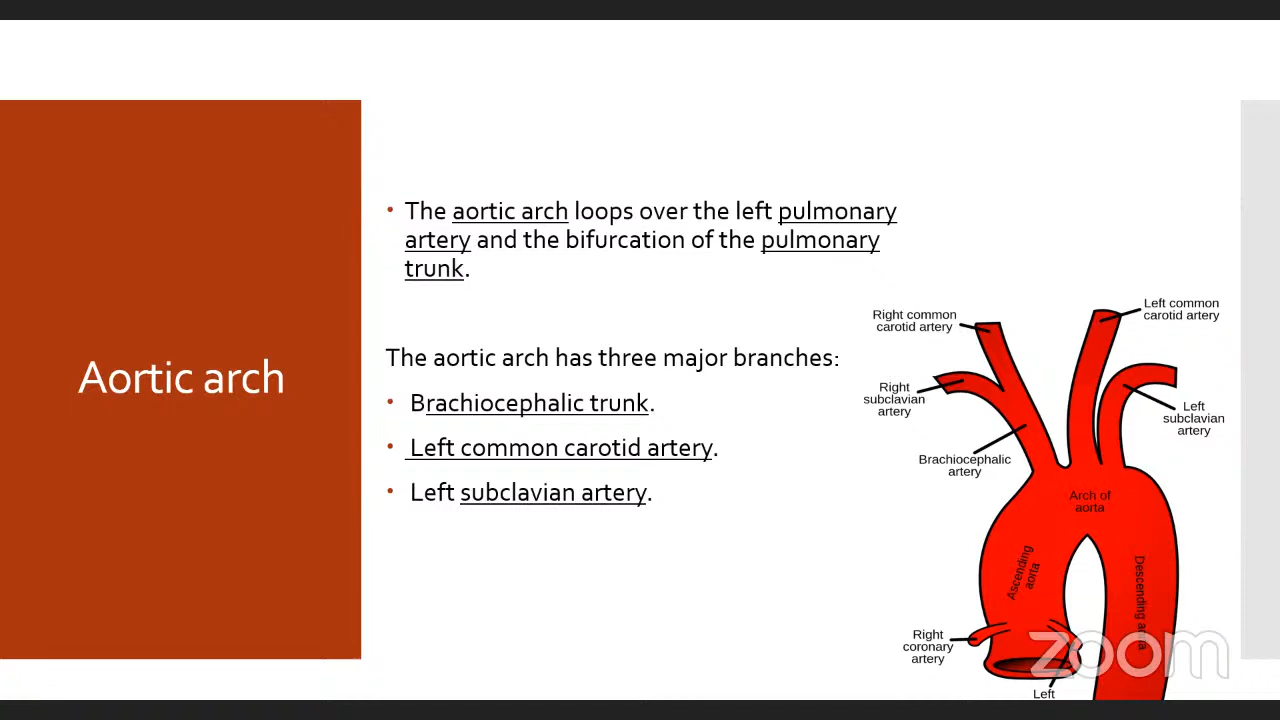 Aortic arch
• The aortic arch loops over the left pulmonary
artery and the bifurcation of the pulmonary
trunk.
The aortic arch has three major branches:
• Brachiocephalic trunk.
• Left common carotid artery.
• Left subclavian artery.
Right common
carotid artery
Left common
carotid artery
Right
subclavian
artery
Left
subclavian
artery
Brachiocephalic
artery
Arch of
aorta
Ascending
aorta
Descending aorta
Right
coronary
artery
Left
zoom